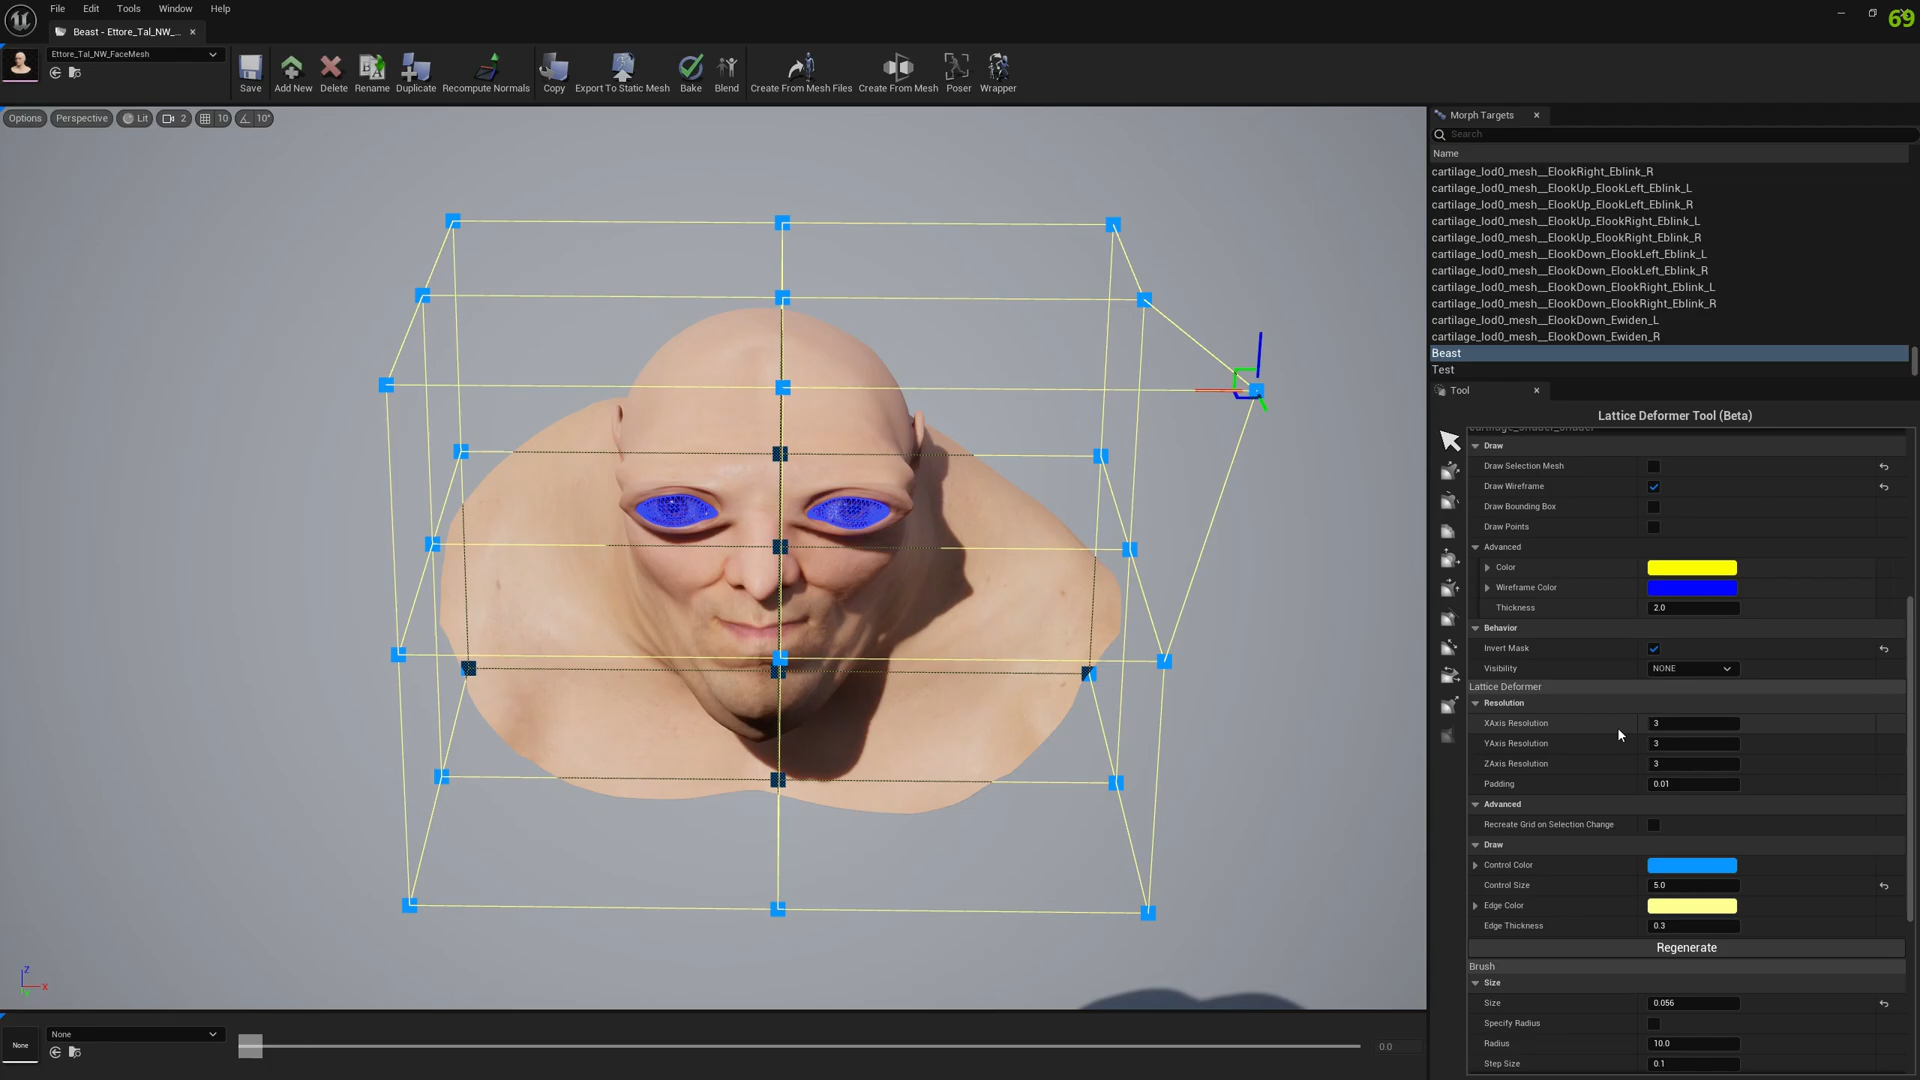 File Edit Tools Window Help
69
Beast - Ettore_Tal_NW_...
Ettore_Tal_NW_FaceMesh
Save Add New Delete Rename Duplicate Recompute Normals Copy Export To Static Mesh Bake Blend Create From Mesh Files Create From Mesh Poser Wrapper
Options Perspective Lit 2 10 10°
Morph Targets
Search
Name
cartilage_lod0_mesh__ElookRight_Eblink_R
cartilage_lod0_mesh__ElookUp_ElookLeft_Eblink_L
cartilage_lod0_mesh__ElookUp_ElookLeft_Eblink_R
cartilage_lod0_mesh__ElookUp_ElookRight_Eblink_L
cartilage_lod0_mesh__ElookUp_ElookRight_Eblink_R
cartilage_lod0_mesh__ElookDown_ElookLeft_Eblink_L
cartilage_lod0_mesh__ElookDown_ElookLeft_Eblink_R
cartilage_lod0_mesh__ElookDown_ElookRight_Eblink_L
cartilage_lod0_mesh__ElookDown_ElookRight_Eblink_R
cartilage_lod0_mesh__ElookDown_Ewiden_L
cartilage_lod0_mesh__ElookDown_Ewiden_R
Beast
Test
Tool
Lattice Deformer Tool (Beta)
cartilage_shader_shader
Draw
Draw Selection Mesh
Draw Wireframe
Draw Bounding Box
Draw Points
Advanced
Color
Wireframe Color
Thickness 2.0
Behavior
Invert Mask
Visibility NONE
Lattice Deformer
Resolution
XAxis Resolution 3
YAxis Resolution 3
ZAxis Resolution 3
Padding 0.01
Advanced
Recreate Grid on Selection Change
Draw
Control Color
Control Size 5.0
Edge Color
Edge Thickness 0.3
Regenerate
Brush
Size
Size 0.056
Specify Radius
Radius 10.0
Step Size 0.1
Z
X
Y
None
None
0.0